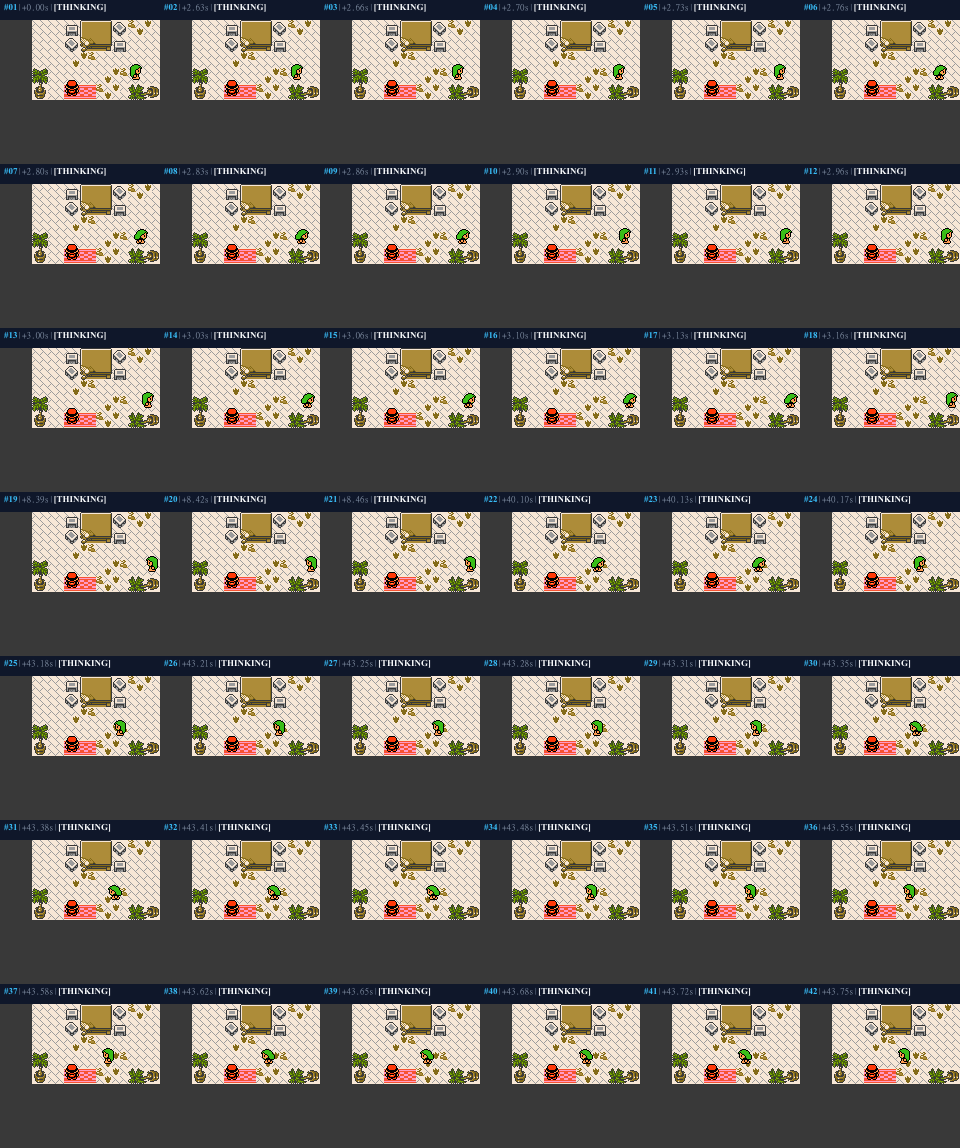 #01 | +0.00s | [THINKING] #02 | +2.63s | [THINKING] #03 | +2.66s | [THINKING] #04 | +2.70s | [THINKING] #05 | +2.73s | [THINKING] #06 | +2.76s | [THINKING]
#07 | +2.80s | [THINKING] #08 | +2.83s | [THINKING] #09 | +2.86s | [THINKING] #10 | +2.90s | [THINKING] #11 | +2.93s | [THINKING] #12 | +2.96s | [THINKING]
#13 | +3.00s | [THINKING] #14 | +3.03s | [THINKING] #15 | +3.06s | [THINKING] #16 | +3.10s | [THINKING] #17 | +3.13s | [THINKING] #18 | +3.16s | [THINKING]
#19 | +8.39s | [THINKING] #20 | +8.42s | [THINKING] #21 | +8.46s | [THINKING] #22 | +40.10s | [THINKING] #23 | +40.13s | [THINKING] #24 | +40.17s | [THINKING]
#25 | +43.18s | [THINKING] #26 | +43.21s | [THINKING] #27 | +43.25s | [THINKING] #28 | +43.28s | [THINKING] #29 | +43.31s | [THINKING] #30 | +43.35s | [THINKING]
#31 | +43.38s | [THINKING] #32 | +43.41s | [THINKING] #33 | +43.45s | [THINKING] #34 | +43.48s | [THINKING] #35 | +43.51s | [THINKING] #36 | +43.55s | [THINKING]
#37 | +43.58s | [THINKING] #38 | +43.62s | [THINKING] #39 | +43.65s | [THINKING] #40 | +43.68s | [THINKING] #41 | +43.72s | [THINKING] #42 | +43.75s | [THINKING]